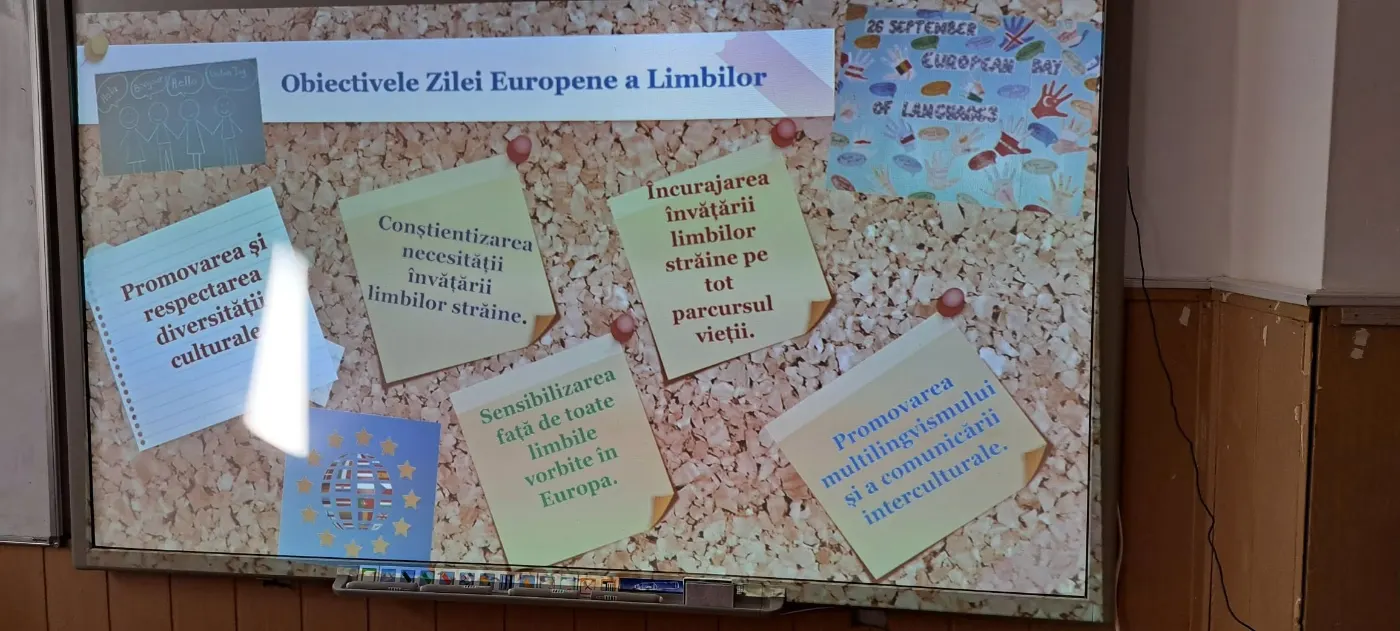 Obiectivele Zilei Europene a Limbilor
Hola
Hello
26 SEPTEMBER
EUROPEAN DAY
OF LANGUAGES
Promovarea și
respectarea
diversității
culturale.
Conștientizarea
necesității
învățării
limbilor străine.
Încurajarea
învățării
limbilor
străine pe
tot
parcursul
vieții.
Sensibilizarea
față de toate
limbile
vorbite în
Europa.
Promovarea
multilingvismului
și a comunicării
interculturale.